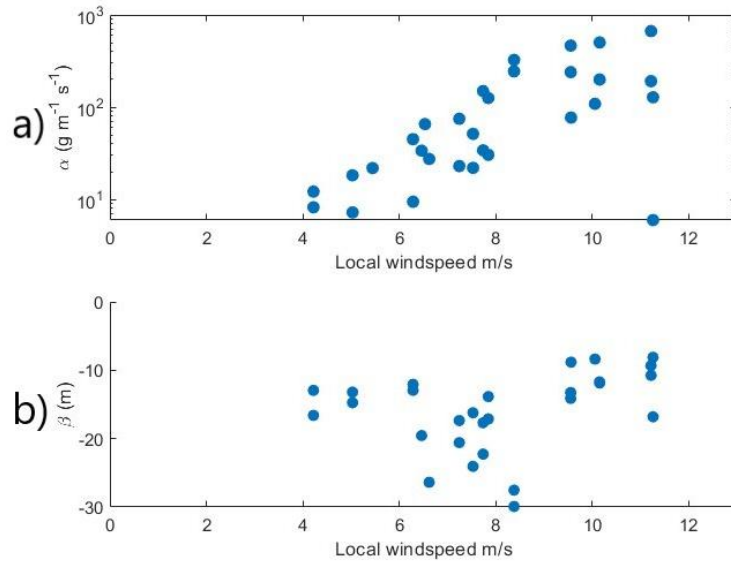 a)
α (g m⁻¹ s⁻¹)
10³
10²
10¹
0 2 4 6 8 10 12
Local windspeed m/s
b)
β (m)
0
-10
-20
-30
0 2 4 6 8 10 12
Local windspeed m/s